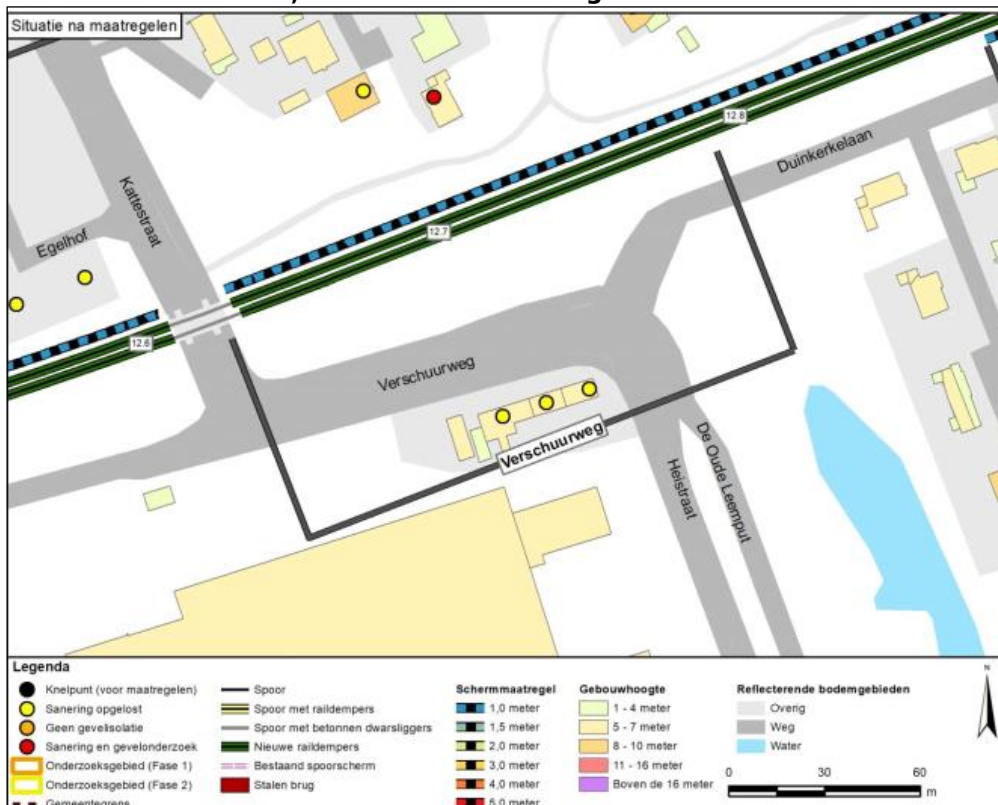 Situatie na maatregelen
12.8
Duinkerkelaan
Kattestraat
12.7
Egelhof
12.6
Verschuurweg
Verschuurweg
Heistraat
De Oude Leemput
Legenda
Knelpunt (voor maatregelen)
Sanering opgelost
Geen gevelisolatie
Sanering en gevelonderzoek
Onderzoeksgebied (Fase 1)
Onderzoeksgebied (Fase 2)
Gemeentegrens
Spoor
Spoor met raildempers
Spoor met betonnen dwarsliggers
Nieuwe raildempers
Bestaand spoorscherm
Stalen brug
Schermmaatregel
1,0 meter
1,5 meter
2,0 meter
3,0 meter
4,0 meter
5,0 meter
Gebouwhoogte
1 - 4 meter
5 - 7 meter
8 - 10 meter
11 - 16 meter
Boven de 16 meter
Reflecterende bodemgebieden
Overig
Weg
Water
N
0 30 60
m